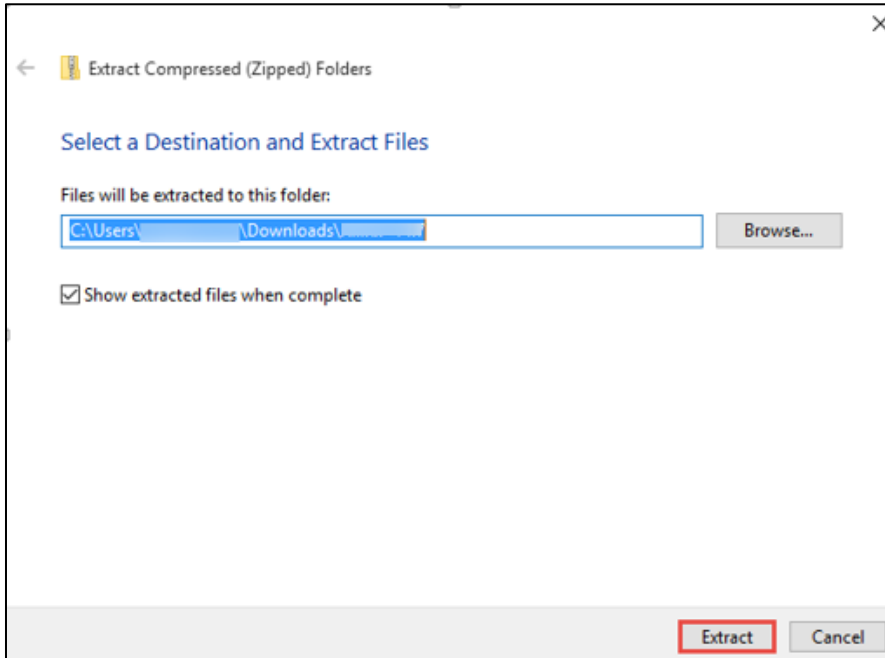 Extract Compressed (Zipped) Folders
Select a Destination and Extract Files
Files will be extracted to this folder:
C:\Users\ \Downloads\
Browse...
Show extracted files when complete
Extract
Cancel